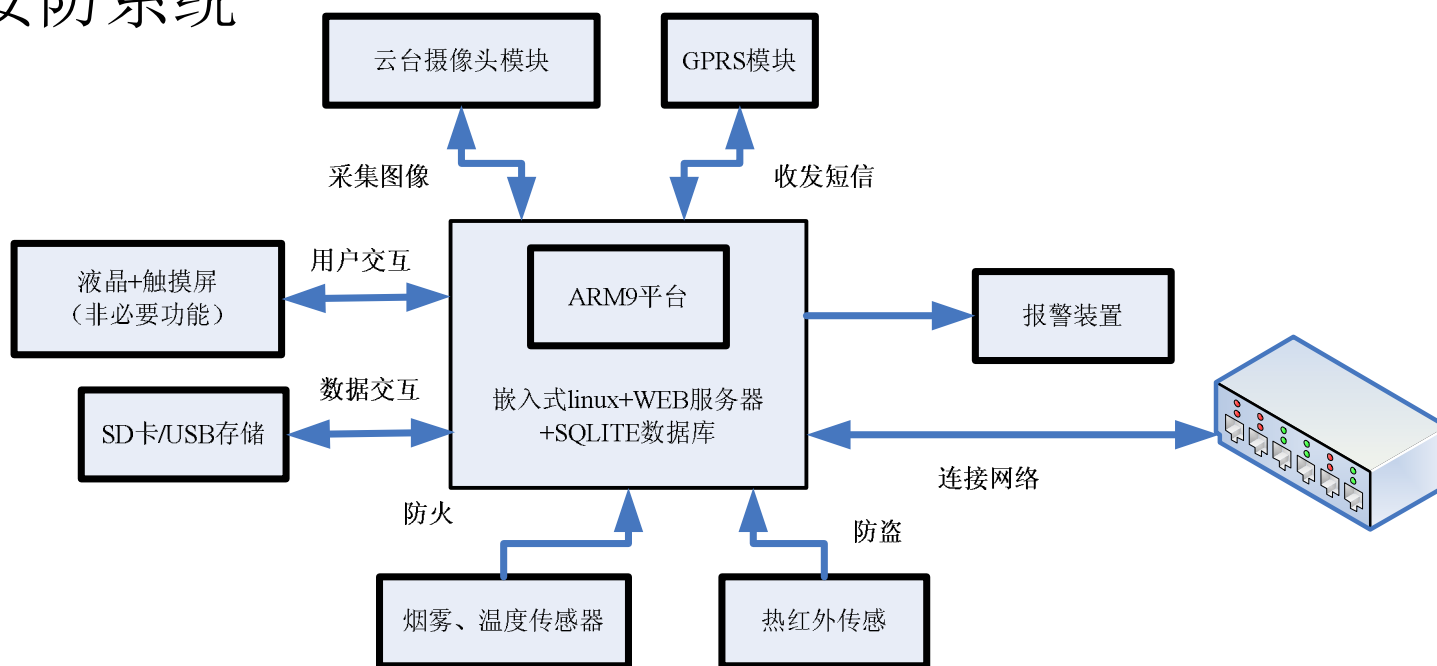 安防系统
云台摄像头模块
GPRS模块
采集图像
收发短信
用户交互
液晶+触摸屏
（非必要功能）
ARM9平台
报警装置
数据交互
嵌入式linux+WEB服务器
+SQLITE数据库
SD卡/USB存储
连接网络
防火
防盗
烟雾、温度传感器
热红外传感